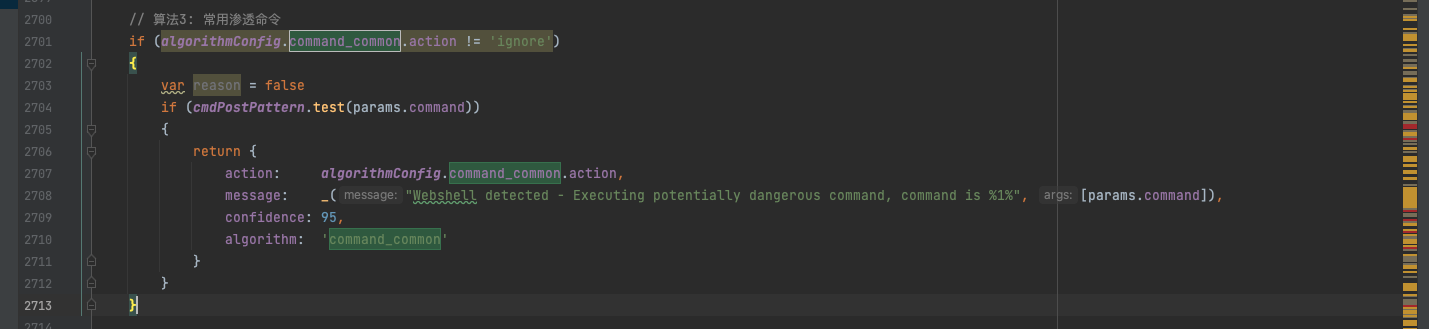 2700 // 算法3: 常用渗透命令
2701 if (algorithmConfig.command_common.action != 'ignore')
2702 {
2703 var reason = false
2704 if (cmdPostPattern.test(params.command))
2705 {
2706 return {
2707 action: algorithmConfig.command_common.action,
2708 message: _( message: "Webshell detected - Executing potentially dangerous command, command is %1%", args: [params.command]),
2709 confidence: 95,
2710 algorithm: 'command_common'
2711 }
2712 }
2713 }
2714